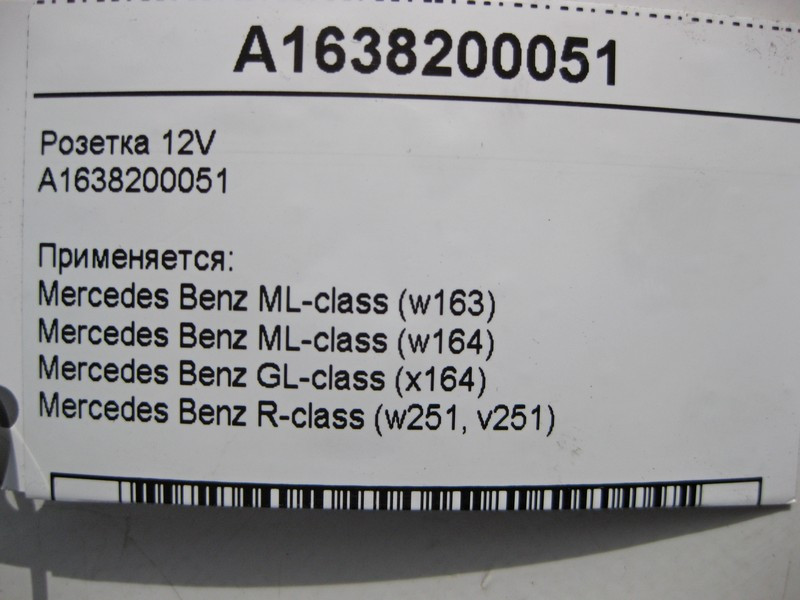 A1638200051
Розетка 12V
A1638200051
Применяется:
Mercedes Benz ML-class (w163)
Mercedes Benz ML-class (w164)
Mercedes Benz GL-class (x164)
Mercedes Benz R-class (w251, v251)